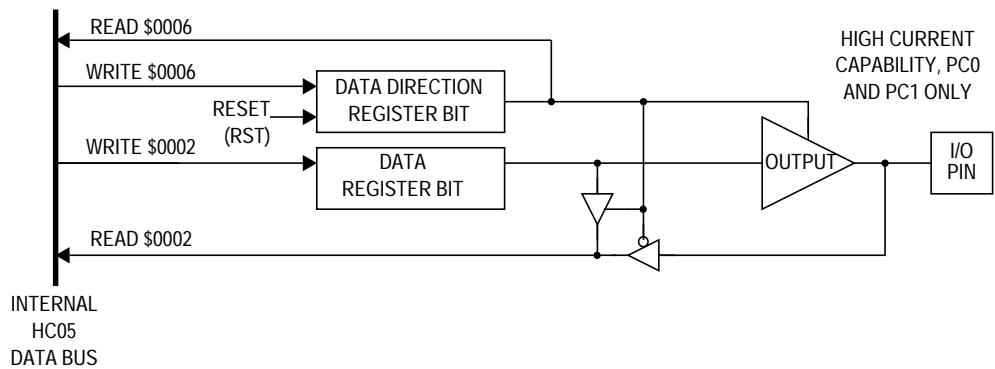 READ $0006
WRITE $0006
RESET
(RST)
WRITE $0002
READ $0002
DATA DIRECTION
REGISTER BIT
DATA
REGISTER BIT
OUTPUT
HIGH CURRENT
CAPABILITY, PC0
AND PC1 ONLY
I/O
PIN
INTERNAL
HC05
DATA BUS